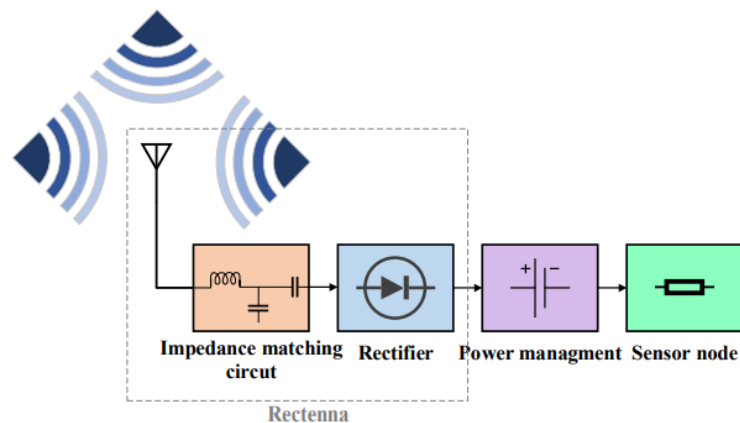 + −
Impedance matching
circut
Rectifier
Power managment
Sensor node
Rectenna